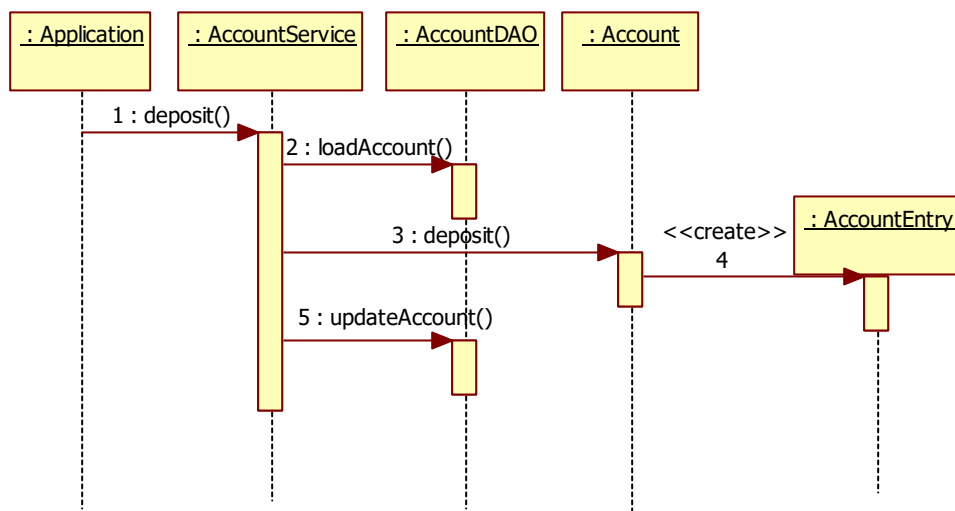 : Application
: AccountService
: AccountDAO
: Account
1 : deposit()
2 : loadAccount()
: AccountEntry
3 : deposit()
<<create>>
4
5 : updateAccount()